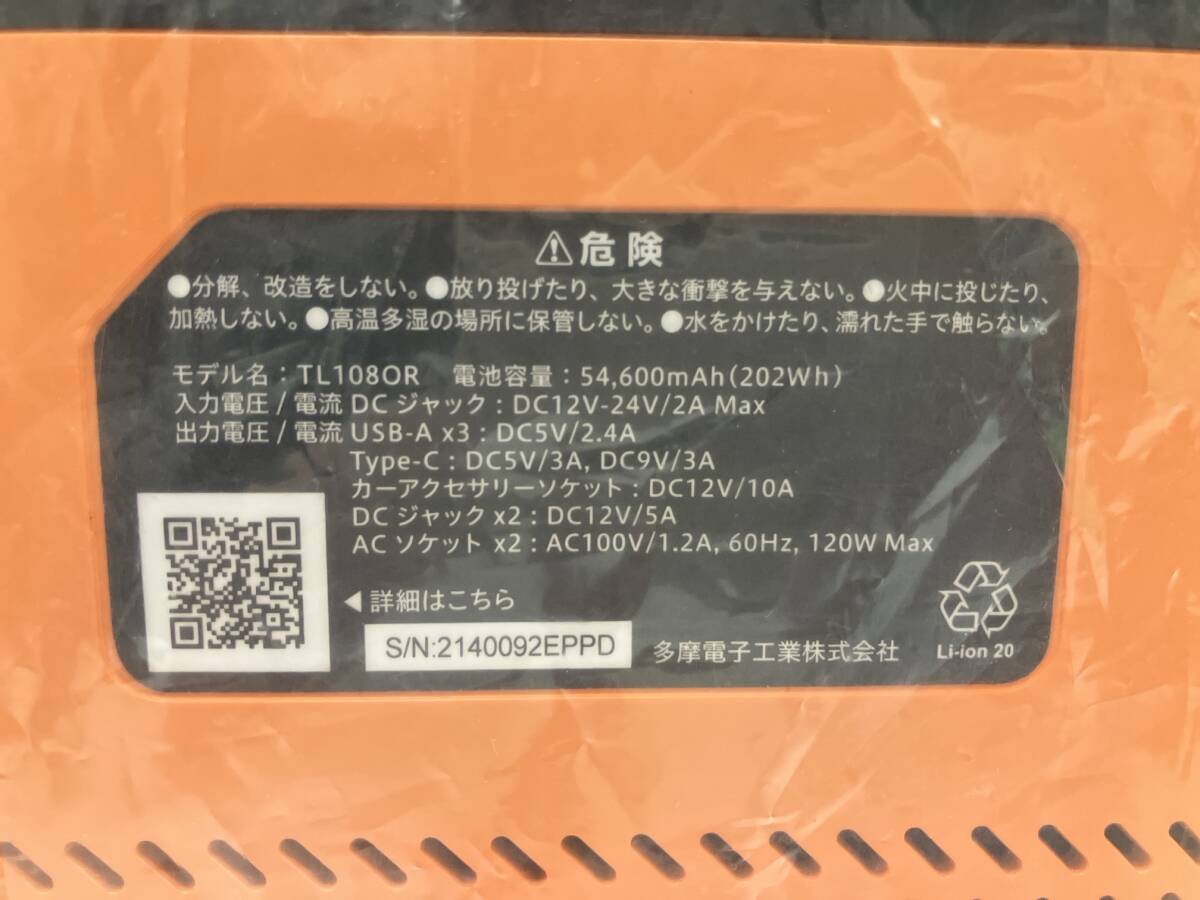 ⚠危険
●分解、改造をしない。●放り投げたり、大きな衝撃を与えない。●火中に投じたり、
加熱しない。●高温多湿の場所に保管しない。●水をかけたり、濡れた手で触らない。
モデル名：TL108OR 電池容量：54,600mAh(202Wh)
入力電圧 / 電流 DC ジャック：DC12V-24V/2A Max
出力電圧 / 電流 USB-A x3：DC5V/2.4A
Type-C：DC5V/3A, DC9V/3A
カーアクセサリーソケット：DC12V/10A
DC ジャック x2：DC12V/5A
AC ソケット x2：AC100V/1.2A, 60Hz, 120W Max
◀詳細はこちら
S/N:2140092EPPD
多摩電子工業株式会社
Li-ion 20